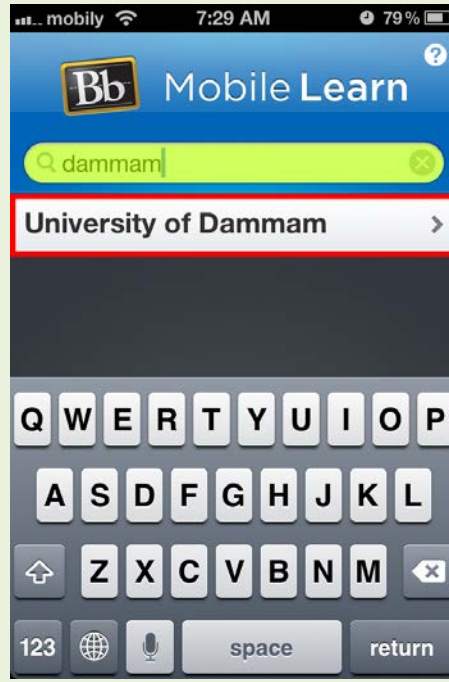 mobily 7:29 AM 79%
Bb Mobile Learn ?
dammam
University of Dammam
Q W E R T Y U I O P
A S D F G H J K L
Z X C V B N M
123 space return